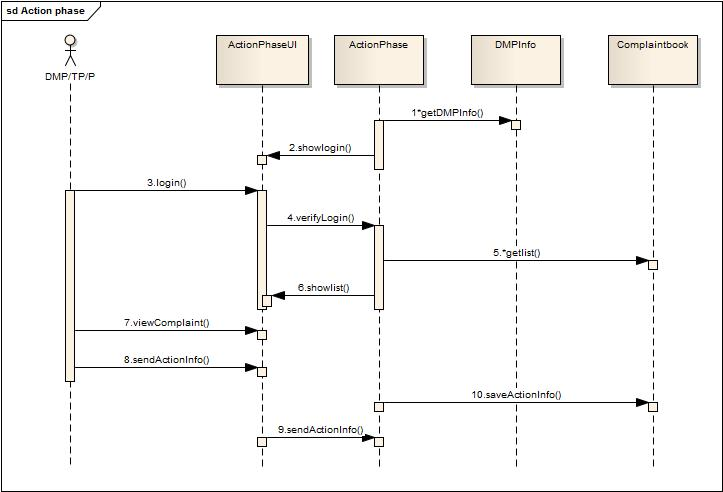 sd Action phase
DMP/TP/P
ActionPhaseUI
ActionPhase
DMPInfo
Complaintbook
1*getDMPInfo()
2.showlogin()
3.login()
4.verifyLogin()
5.*getlist()
6.showlist()
7.viewComplaint()
8.sendActionInfo()
10.saveActionInfo()
9.sendActionInfo()